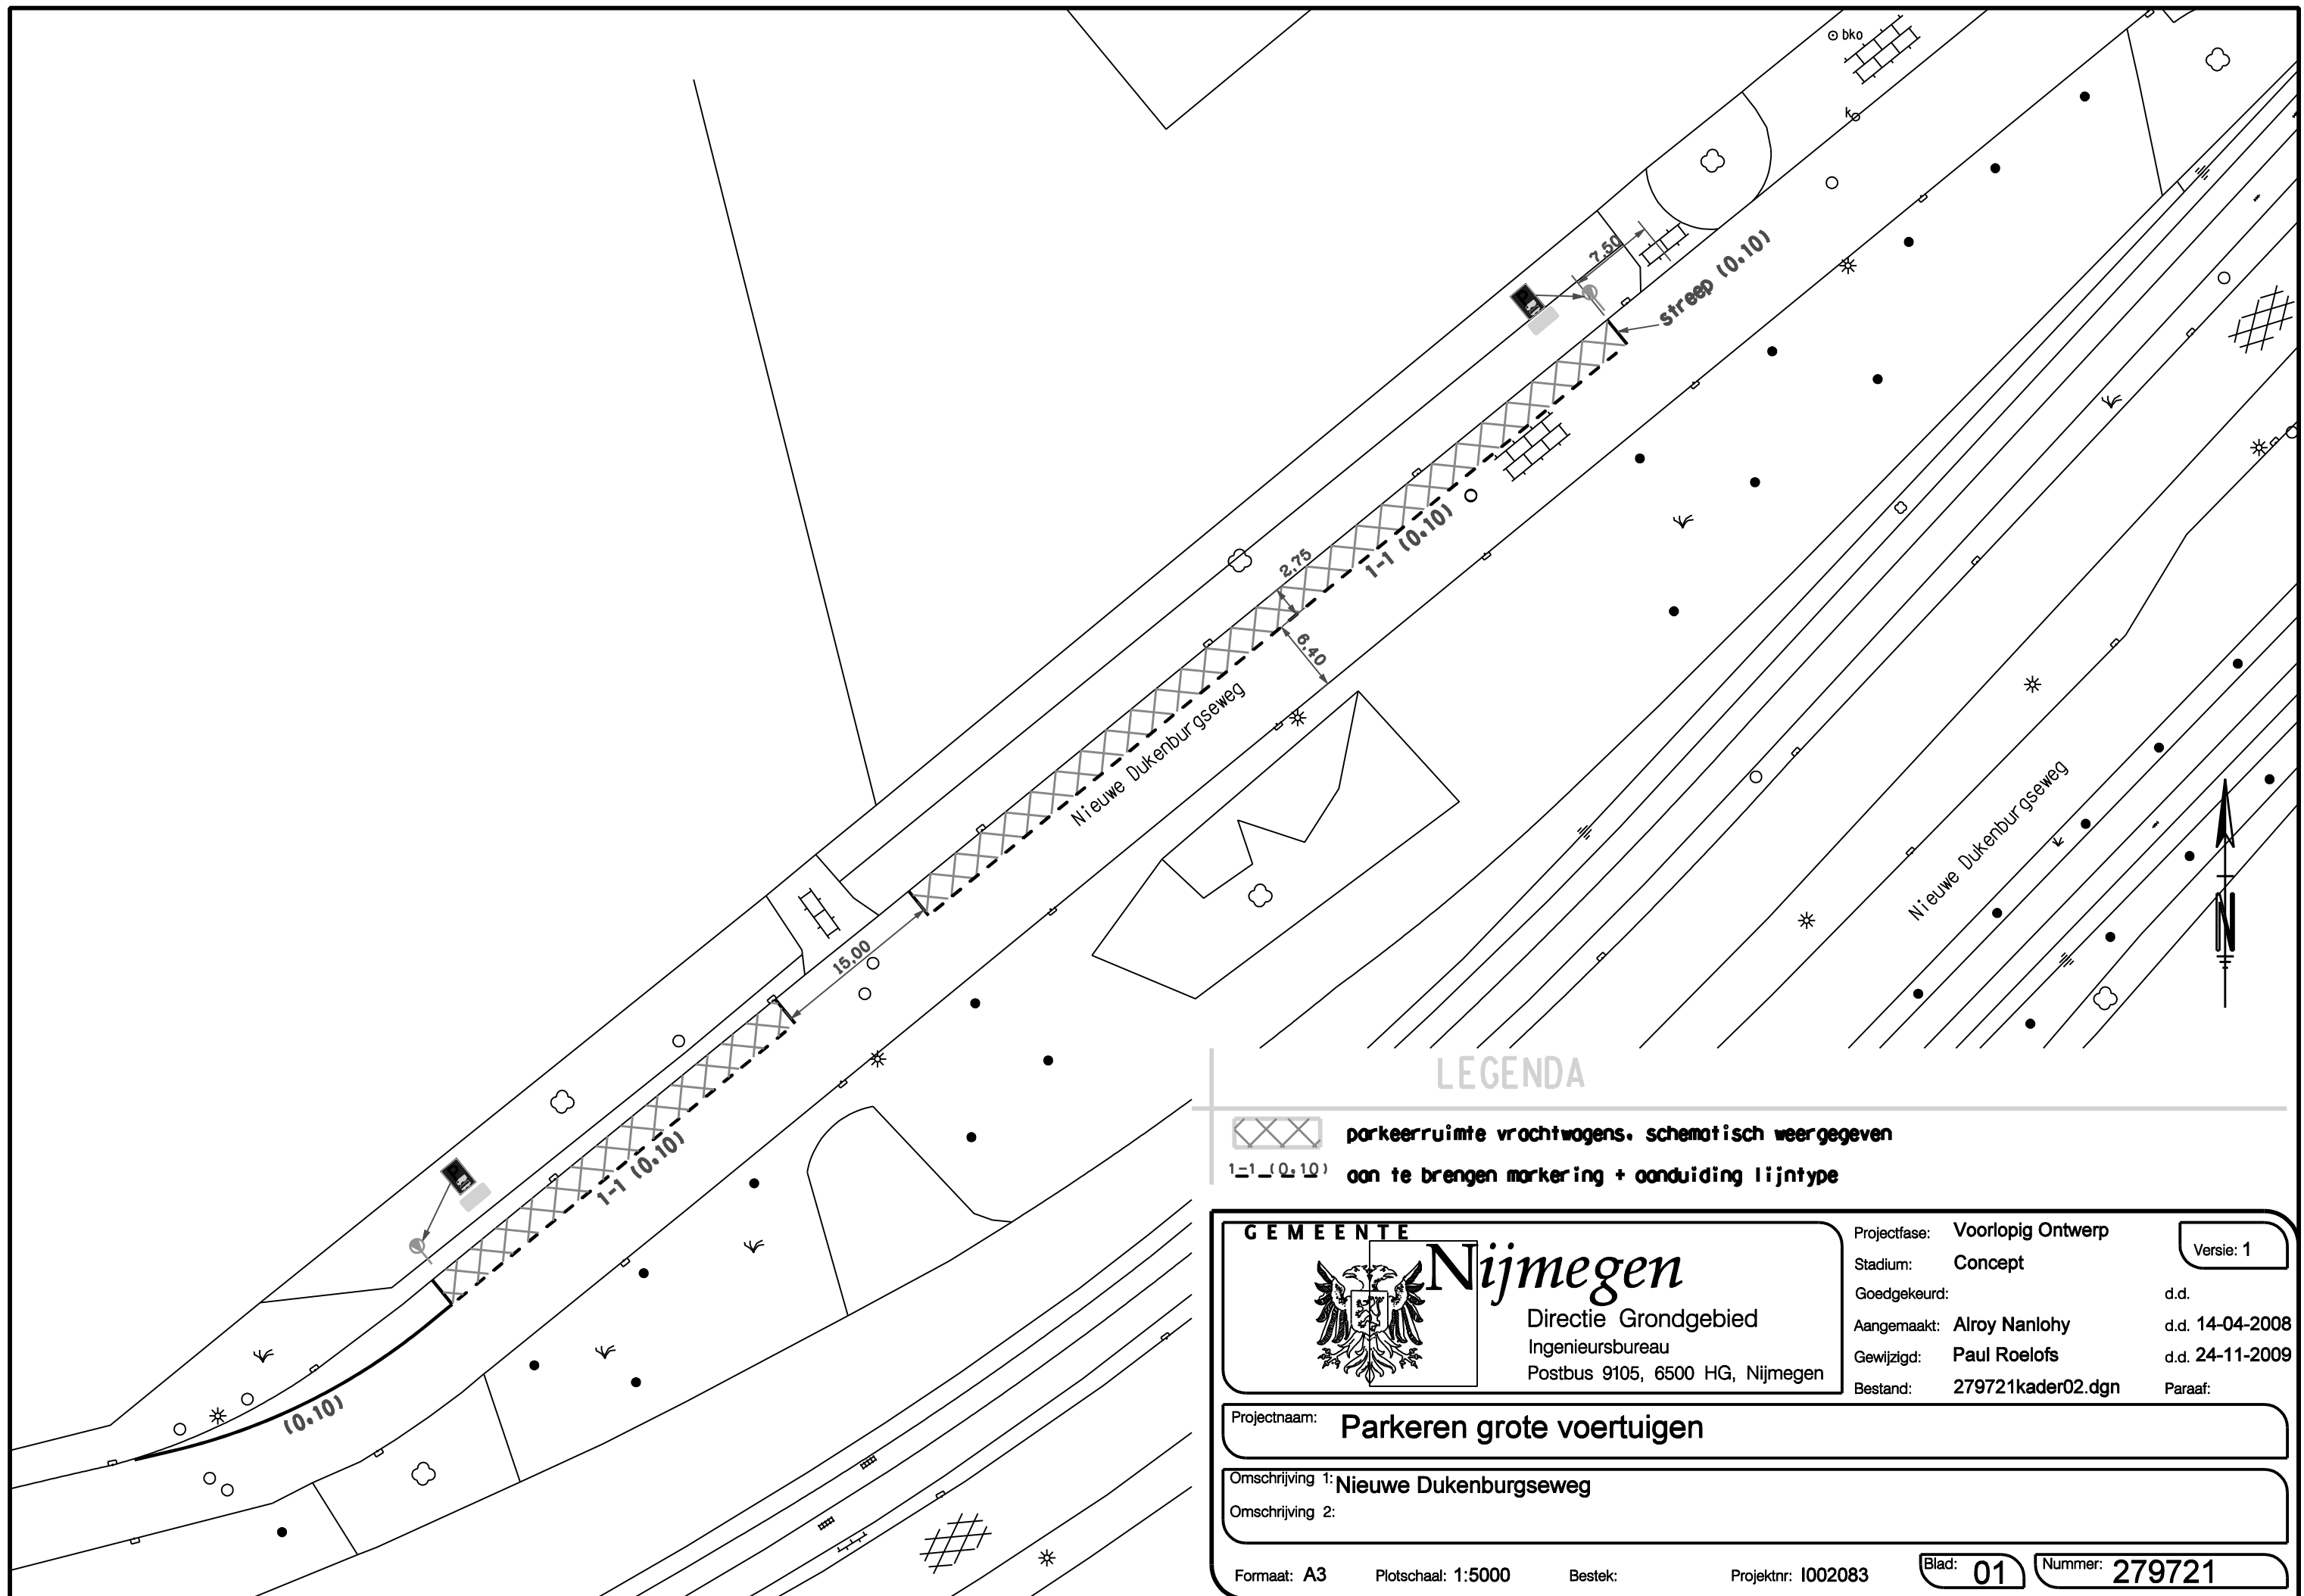 bko
k
7.50
P
streep (0.10)
2.75
1-1 (0.10)
6.40
Nieuwe Dukenburgseweg
Nieuwe Dukenburgseweg
N
15.00
1-1 (0.10)
P
(0.10)
LEGENDA
parkeerruimte vrachtwagens. schematisch weergegeven
1-1 (0.10) aan te brengen markering + aanduiding lijntype
GEMEENTE
Nijmegen
Directie Grondgebied
Ingenieursbureau
Postbus 9105, 6500 HG, Nijmegen
Projectfase: Voorlopig Ontwerp
Versie: 1
Stadium: Concept
Goedgekeurd: d.d.
Aangemaakt: Alroy Nanlohy d.d. 14-04-2008
Gewijzigd: Paul Roelofs d.d. 24-11-2009
Bestand: 279721kader02.dgn Paraaf:
Projectnaam: Parkeren grote voertuigen
Omschrijving 1: Nieuwe Dukenburgseweg
Omschrijving 2:
Formaat: A3 Plotschaal: 1:5000 Bestek: Projektnr: I002083 Blad: 01 Nummer: 279721